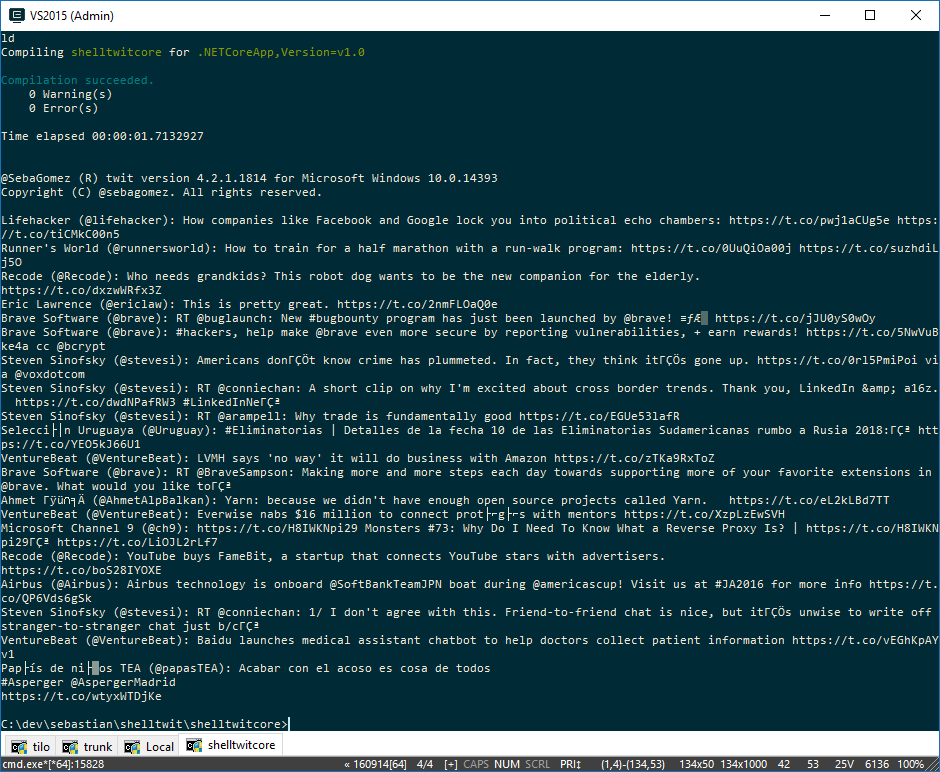 VS2015 (Admin)
ld
Compiling shelltwitcore for .NETCoreApp,Version=v1.0
Compilation succeeded.
0 Warning(s)
0 Error(s)
Time elapsed 00:00:01.7132927
@SebaGomez (R) twit version 4.2.1.1814 for Microsoft Windows 10.0.14393
Copyright (C) @sebagomez. All rights reserved.
Lifehacker (@lifehacker): How companies like Facebook and Google lock you into political echo chambers: https://t.co/pwj1aCUg5e https:
//t.co/tiCMkC00n5
Runner's World (@runnersworld): How to train for a half marathon with a run-walk program: https://t.co/0UuQiOa00j https://t.co/suzhdiL
j5O
Recode (@Recode): Who needs grandkids? This robot dog wants to be the new companion for the elderly.
https://t.co/dxzwWRfx3Z
Eric Lawrence (@ericlaw): This is pretty great. https://t.co/2nmFLOaQ0e
Brave Software (@brave): RT @buglaunch: New #bugbounty program has just been launched by @brave! ≡ƒÆ https://t.co/jJU0yS0wOy
Brave Software (@brave): #hackers, help make @brave even more secure by reporting vulnerabilities, + earn rewards! https://t.co/5NwVuB
ke4a cc @bcrypt
Steven Sinofsky (@stevesi): Americans donΓÇÖt know crime has plummeted. In fact, they think itΓÇÖs gone up. https://t.co/0rl5PmiPoi vi
a @voxdotcom
Steven Sinofsky (@stevesi): RT @conniechan: A short clip on why I'm excited about cross border trends. Thank you, LinkedIn &amp; a16z.
https://t.co/dwdNPafRW3 #LinkedInNeΓÇª
Steven Sinofsky (@stevesi): RT @arampell: Why trade is fundamentally good https://t.co/EGUe53lafR
Selecci├│n Uruguaya (@Uruguay): #Eliminatorias | Detalles de la fecha 10 de las Eliminatorias Sudamericanas rumbo a Rusia 2018:ΓÇª htt
ps://t.co/YEO5kJ66U1
VentureBeat (@VentureBeat): LVMH says 'no way' it will do business with Amazon https://t.co/zTKa9RxToZ
Brave Software (@brave): RT @BraveSampson: Making more and more steps each day towards supporting more of your favorite extensions in
@brave. What would you like toΓÇª
Ahmet Γÿü∩╕Å (@AhmetAlpBalkan): Yarn: because we didn't have enough open source projects called Yarn. https://t.co/eL2kLBd7TT
VentureBeat (@VentureBeat): Everwise nabs $16 million to connect prot├⌐g├⌐s with mentors https://t.co/XzpLzEwSVH
Microsoft Channel 9 (@ch9): https://t.co/H8IWKNpi29 Monsters #73: Why Do I Need To Know What a Reverse Proxy Is? | https://t.co/H8IWKN
pi29ΓÇª https://t.co/LiOJL2rLf7
Recode (@Recode): YouTube buys FameBit, a startup that connects YouTube stars with advertisers.
https://t.co/boS28IYOXE
Airbus (@Airbus): Airbus technology is onboard @SoftBankTeamJPN boat during @americascup! Visit us at #JA2016 for more info https://t.
co/QP6Vds6gSk
Steven Sinofsky (@stevesi): RT @conniechan: 1/ I don't agree with this. Friend-to-friend chat is nice, but itΓÇÖs unwise to write off
stranger-to-stranger chat just b/cΓÇª
VentureBeat (@VentureBeat): Baidu launches medical assistant chatbot to help doctors collect patient information https://t.co/vEGhKpAY
v1
Pap├ís de ni├os TEA (@papasTEA): Acabar con el acoso es cosa de todos
#Asperger @AspergerMadrid
https://t.co/wtyxWTDjKe
C:\dev\sebastian\shelltwit\shelltwitcore>
tilo trunk Local shelltwitcore
cmd.exe*[*64]:15828 « 160914[64] 4/4 [+] CAPS NUM SCRL PRI‡ (1,4)-(134,53) 134x50 134x1000 42 53 25V 6136 100%